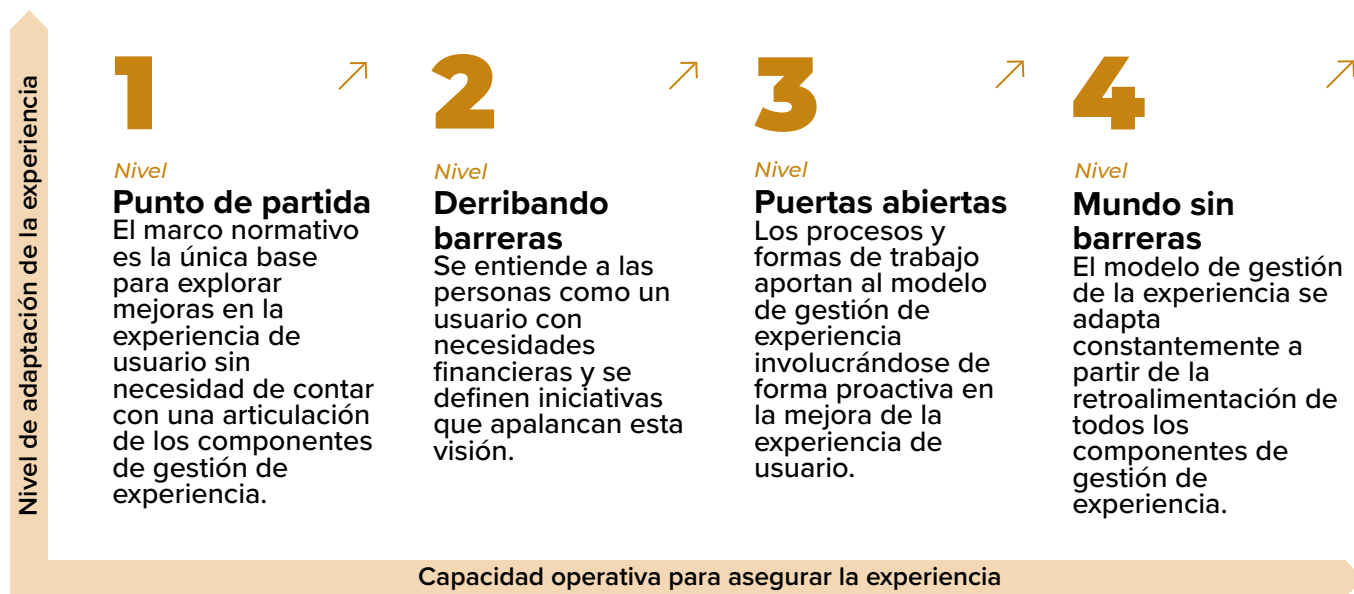 Nivel de adaptación de la experiencia
1
Nivel
Punto de partida
El marco normativo
es la única base
para explorar
mejoras en la
experiencia de
usuario sin
necesidad de contar
con una articulación
de los componentes
de gestión de
experiencia.
2
Nivel
Derribando
barreras
Se entiende a las
personas como un
usuario con
necesidades
financieras y se
definen iniciativas
que apalancan esta
visión.
3
Nivel
Puertas abiertas
Los procesos y
formas de trabajo
aportan al modelo
de gestión de
experiencia
involucrándose de
forma proactiva en
la mejora de la
experiencia de
usuario.
4
Nivel
Mundo sin
barreras
El modelo de gestión
de la experiencia se
adapta
constantemente a
partir de la
retroalimentación de
todos los
componentes de
gestión de
experiencia.
Capacidad operativa para asegurar la experiencia